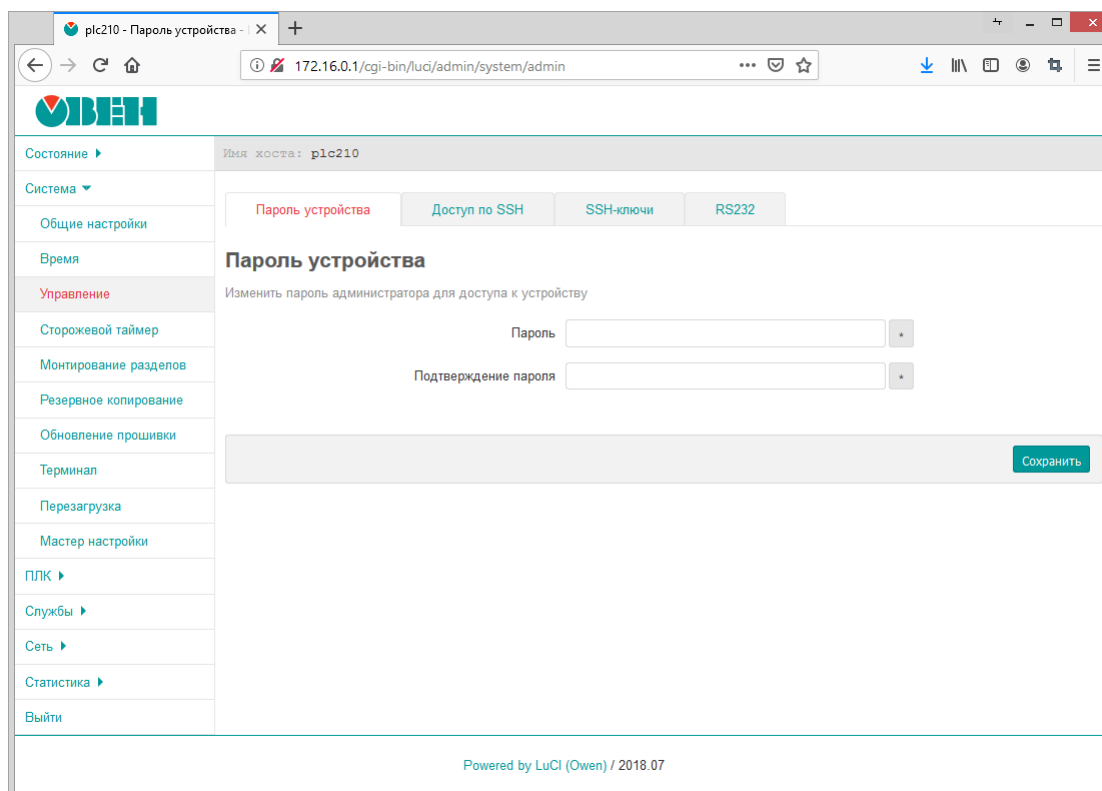 plc210 - Пароль устройства -
172.16.0.1/cgi-bin/luci/admin/system/admin
ОВЕН
Состояние
Имя хоста: plc210
Система
Общие настройки
Время
Управление
Сторожевой таймер
Монтирование разделов
Резервное копирование
Обновление прошивки
Терминал
Перезагрузка
Мастер настройки
ПЛК
Службы
Сеть
Статистика
Выйти
Пароль устройства Доступ по SSH SSH-ключи RS232
Пароль устройства
Изменить пароль администратора для доступа к устройству
Пароль *
Подтверждение пароля *
Сохранить
Powered by LuCI (Owen) / 2018.07